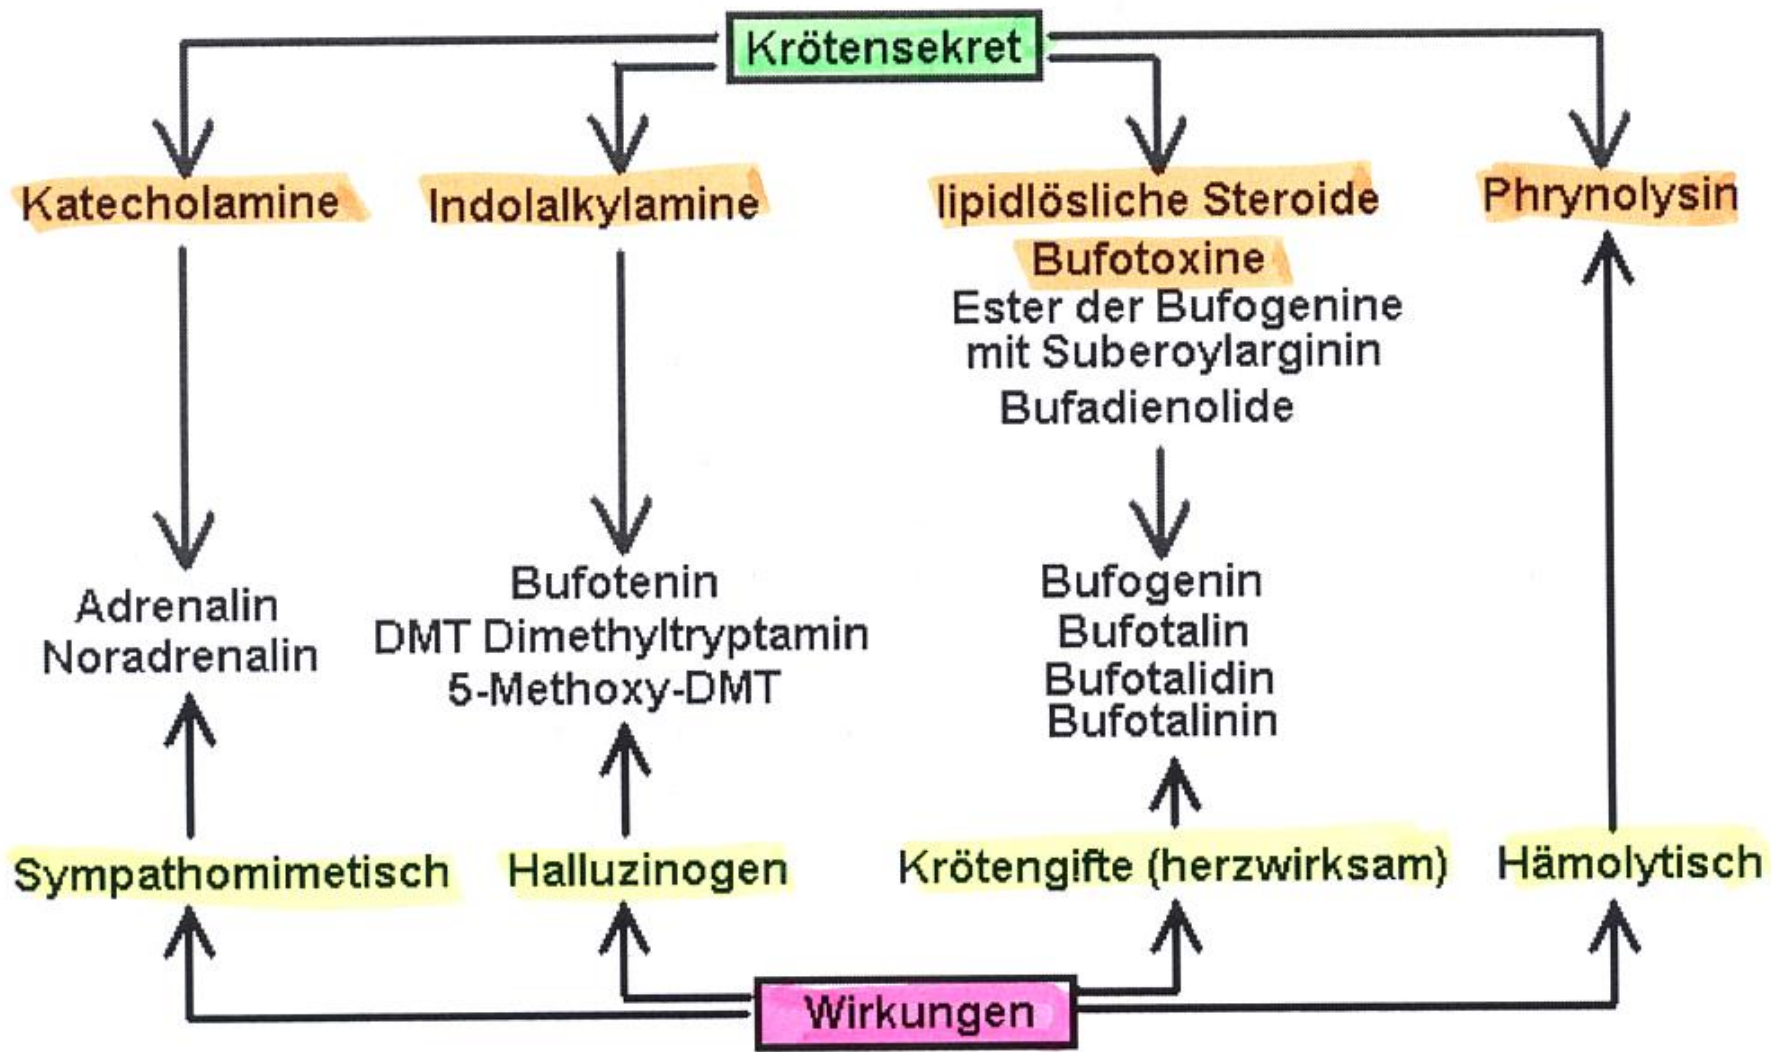 Krötensekret
Katecholamine
Indolalkylamine
lipidlösliche Steroide
Phrynolysin
Bufotoxine
Ester der Bufogenine
mit Suberoylarginin
Bufadienolide
Adrenalin
Noradrenalin
Bufotenin
DMT Dimethyltryptamin
5-Methoxy-DMT
Bufogenin
Bufotalin
Bufotalidin
Bufotalinin
Sympathomimetisch
Halluzinogen
Krötengifte (herzwirksam)
Hämolytisch
Wirkungen